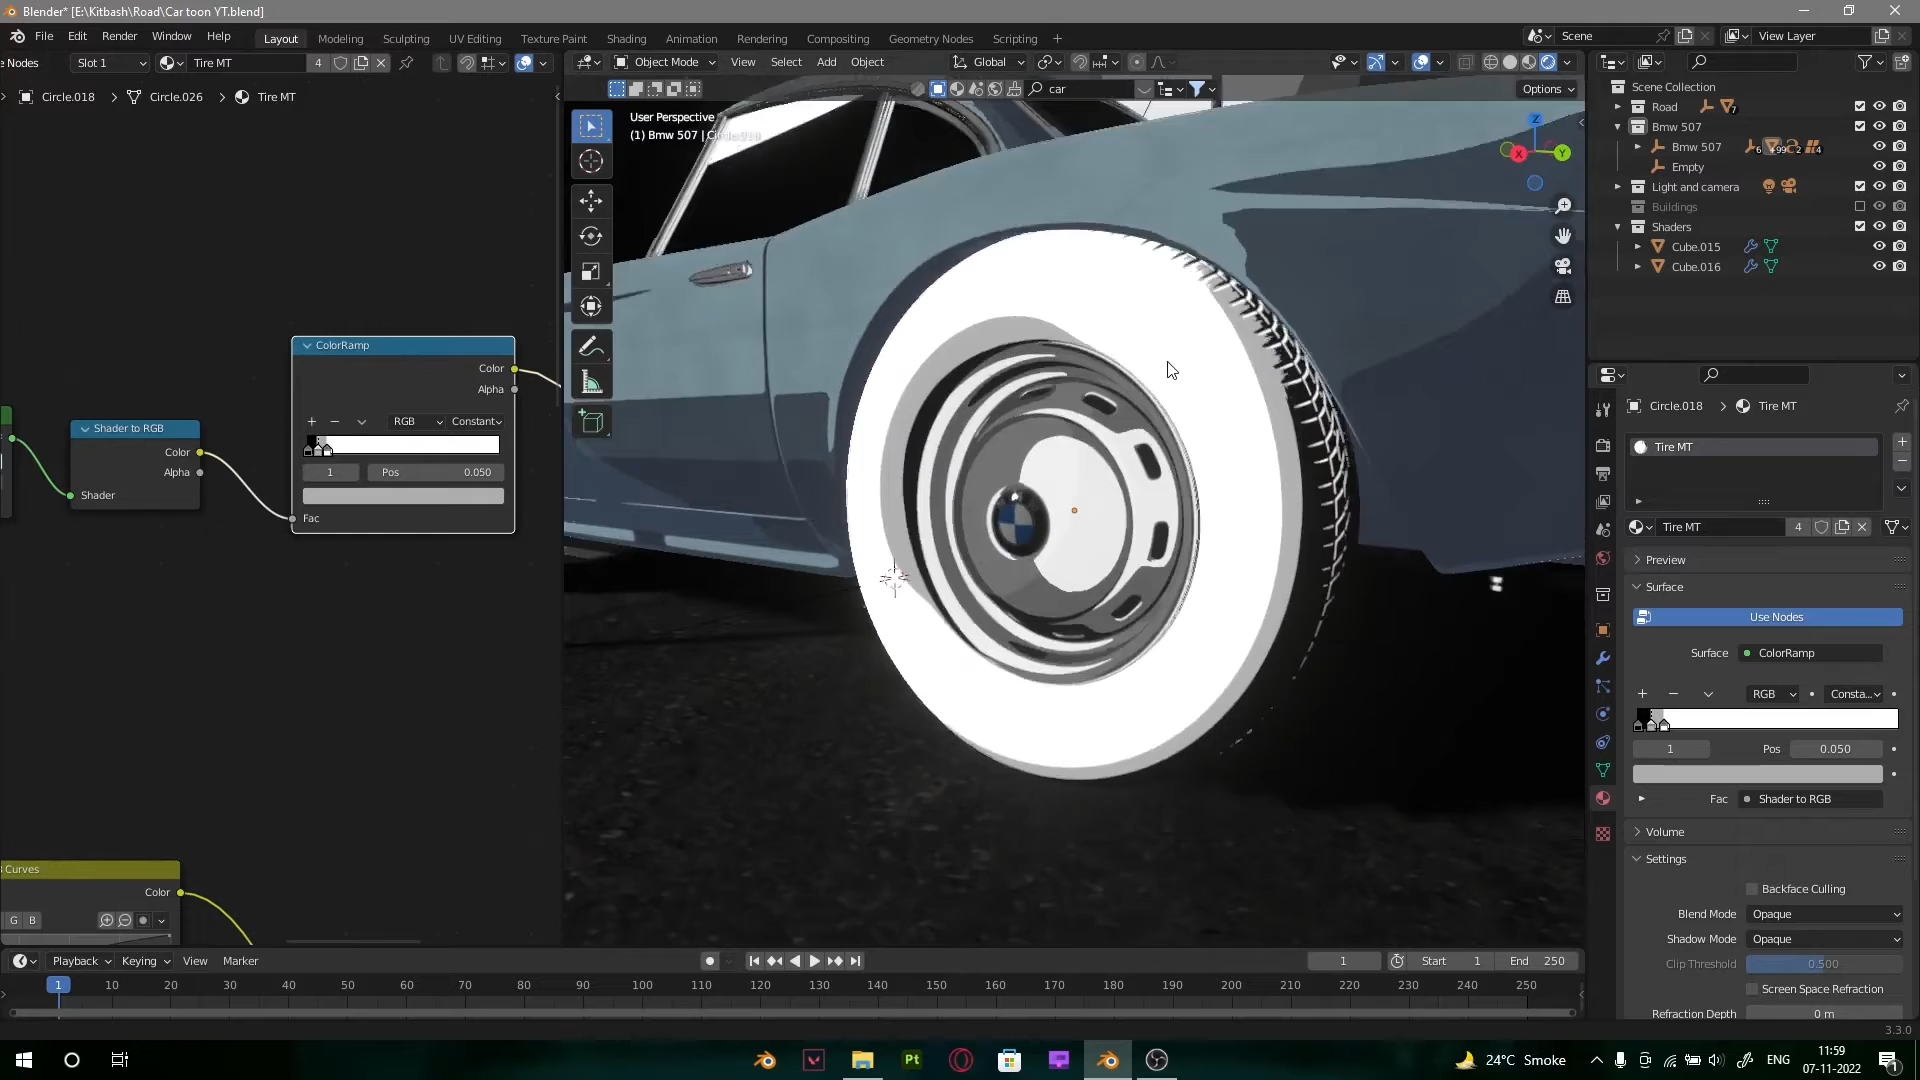 Blender* [E:\Kitbash\Road\Car toon YT.blend]
File Edit Render Window Help Layout Modeling Sculpting UV Editing Texture Paint Shading Animation Rendering Compositing Geometry Nodes Scripting + Scene View Layer
e Nodes Slot 1 Tire MT 4 Object Mode View Select Add Object Global
car Options
Circle.018 > Circle.026 > Tire MT
User Perspective
(1) Bmw 507 | Circle.018
Z
X Y
Scene Collection
Road 7
Bmw 507
Bmw 507 6 +99 2 4
Empty
Light and camera
Buildings
Shaders
Cube.015
Cube.016
ColorRamp
Color
Alpha
+ − RGB Constant
1 Pos 0.050
Fac
Shader to RGB
Color
Alpha
Shader
Curves
Color
G B
Circle.018 > Tire MT
Tire MT
Tire MT 4
Preview
Surface
Use Nodes
Surface ColorRamp
+ − RGB Consta...
1 Pos 0.050
Fac Shader to RGB
Volume
Settings
Backface Culling
Blend Mode Opaque
Shadow Mode Opaque
Clip Threshold 0.500
Screen Space Refraction
Refraction Depth 0 m
Playback Keying View Marker 1 Start 1 End 250
1 10 20 30 40 50 60 70 80 90 100 110 120 130 140 150 160 170 180 190 200 210 220 230 240 250
3.3.0
Pt 24°C Smoke ENG 11:59
07-11-2022 1